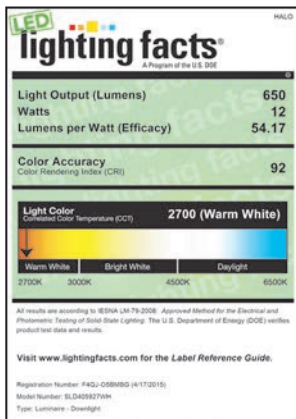 HALO
LED
lighting facts®
A Program of the U.S. DOE
Light Output (Lumens) 650
Watts 12
Lumens per Watt (Efficacy) 54.17
Color Accuracy 92
Color Rendering Index (CRI)
Light Color 2700 (Warm White)
Correlated Color Temperature (CCT)
Warm White Bright White Daylight
2700K 3000K 4500K 6500K
All results are according to IESNA LM-79-2008: Approved Method for the Electrical and
Photometric Testing of Solid-State Lighting. The U.S. Department of Energy (DOE) verifies
product test data and results.
Visit www.lightingfacts.com for the Label Reference Guide.
Registration Number: F4QJ-O5BMBG (4/17/2015)
Model Number: SLD405927WH
Type: Luminaire - Downlight